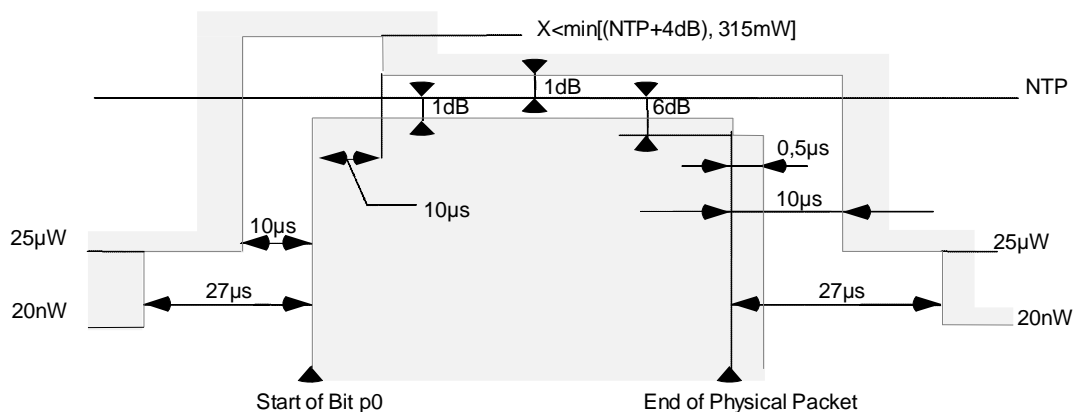 X<min[(NTP+4dB), 315mW]
NTP
1dB
1dB
6dB
0,5µs
10µs
10µs
10µs
25µW
25µW
27µs
27µs
20nW
20nW
Start of Bit p0
End of Physical Packet